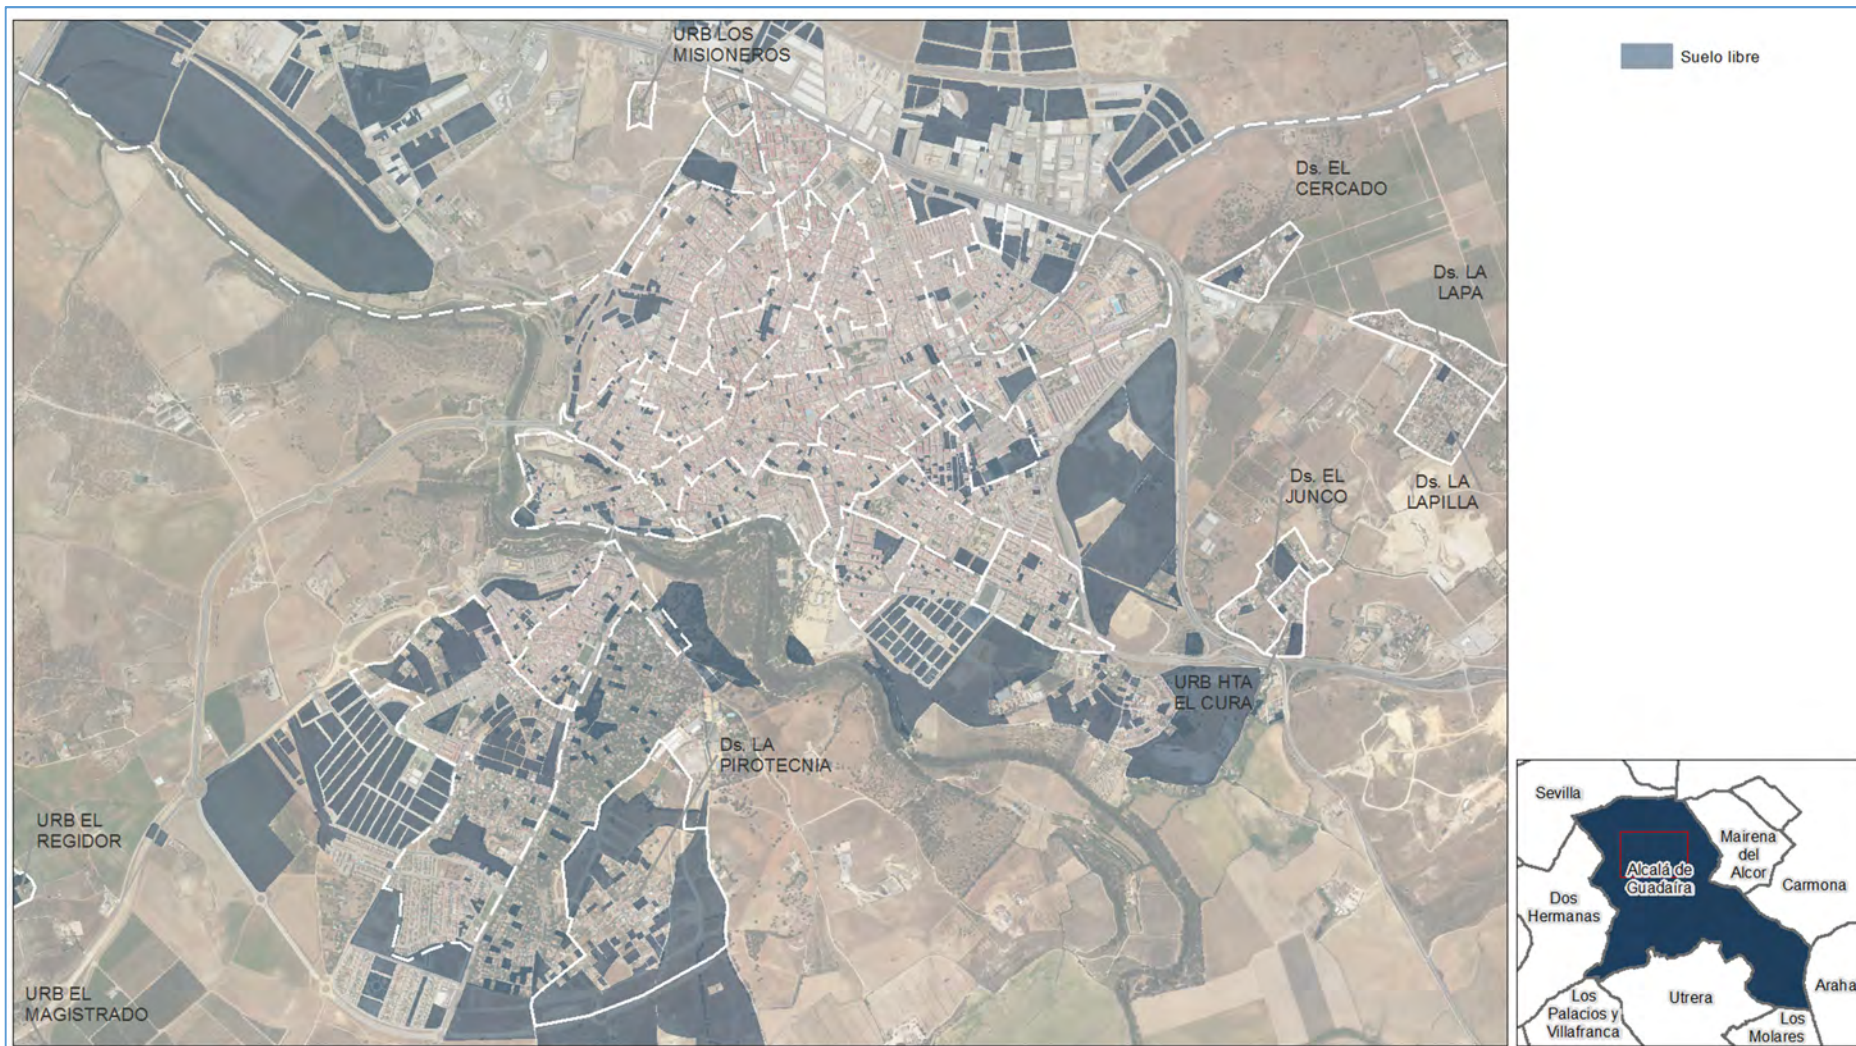 URB LOS
MISIONEROS
Suelo libre
Ds. EL
CERCADO
Ds. LA
LAPA
Ds. EL
JUNCO
Ds. LA
LAPILLA
URB HTA
EL CURA
Ds. LA
PIROTECNIA
URB EL
REGIDOR
URB EL
MAGISTRADO
Sevilla
Mairena
del
Alcor
Alcalá de
Guadaíra
Carmona
Dos
Hermanas
Araha
Los
Palacios y
Villafranca
Utrera
Los
Molares